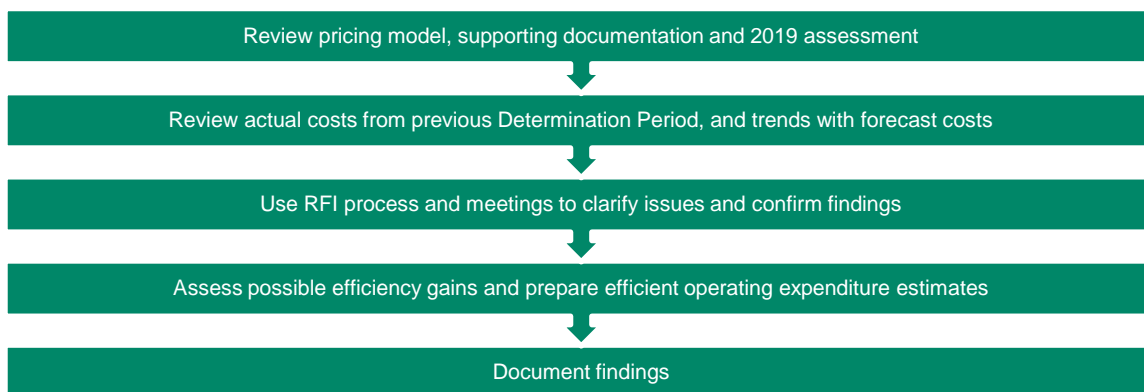 Review pricing model, supporting documentation and 2019 assessment
Review actual costs from previous Determination Period, and trends with forecast costs
Use RFI process and meetings to clarify issues and confirm findings
Assess possible efficiency gains and prepare efficient operating expenditure estimates
Document findings